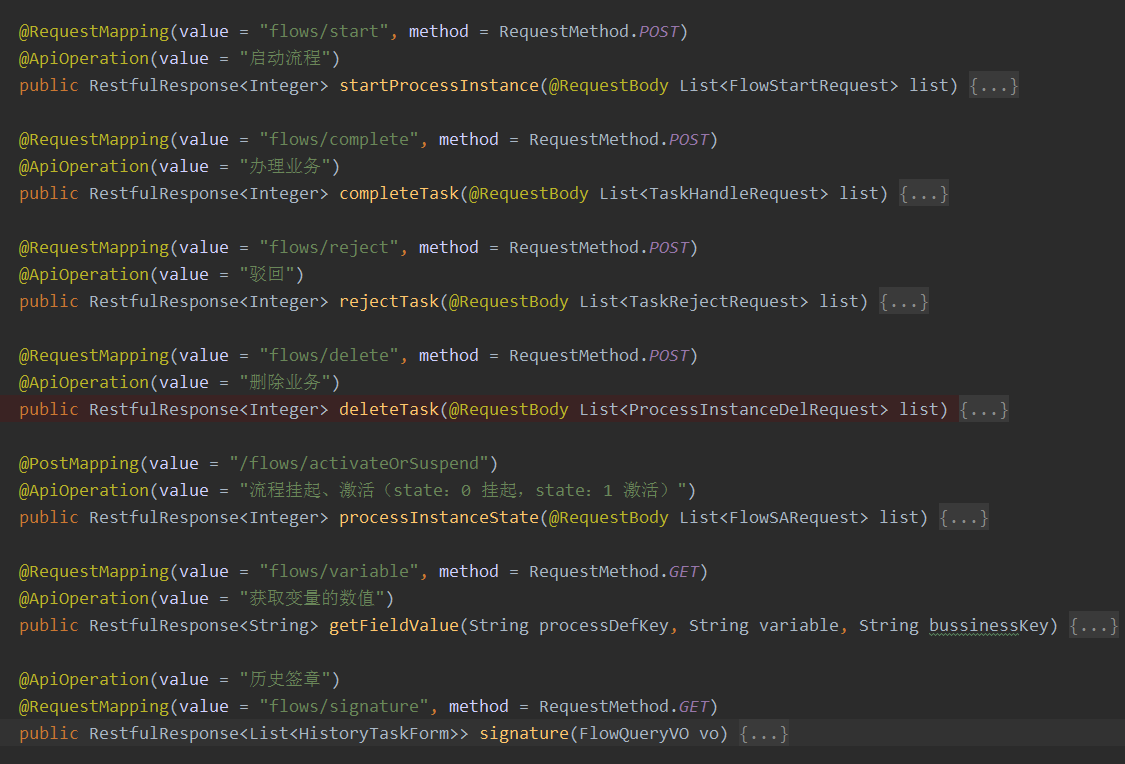 @RequestMapping(value = "flows/start", method = RequestMethod.POST)
@ApiOperation(value = "启动流程")
public RestfulResponse<Integer> startProcessInstance(@RequestBody List<FlowStartRequest> list) {...}
@RequestMapping(value = "flows/complete", method = RequestMethod.POST)
@ApiOperation(value = "办理业务")
public RestfulResponse<Integer> completeTask(@RequestBody List<TaskHandleRequest> list) {...}
@RequestMapping(value = "flows/reject", method = RequestMethod.POST)
@ApiOperation(value = "驳回")
public RestfulResponse<Integer> rejectTask(@RequestBody List<TaskRejectRequest> list) {...}
@RequestMapping(value = "flows/delete", method = RequestMethod.POST)
@ApiOperation(value = "删除业务")
public RestfulResponse<Integer> deleteTask(@RequestBody List<ProcessInstanceDelRequest> list) {...}
@PostMapping(value = "/flows/activateOrSuspend")
@ApiOperation(value = "流程挂起、激活（state：0 挂起，state：1 激活）")
public RestfulResponse<Integer> processInstanceState(@RequestBody List<FlowSARequest> list) {...}
@RequestMapping(value = "flows/variable", method = RequestMethod.GET)
@ApiOperation(value = "获取变量的数值")
public RestfulResponse<String> getFieldValue(String processDefKey, String variable, String bussinessKey) {...}
@ApiOperation(value = "历史签章")
@RequestMapping(value = "flows/signature", method = RequestMethod.GET)
public RestfulResponse<List<HistoryTaskForm>> signature(FlowQueryVO vo) {...}